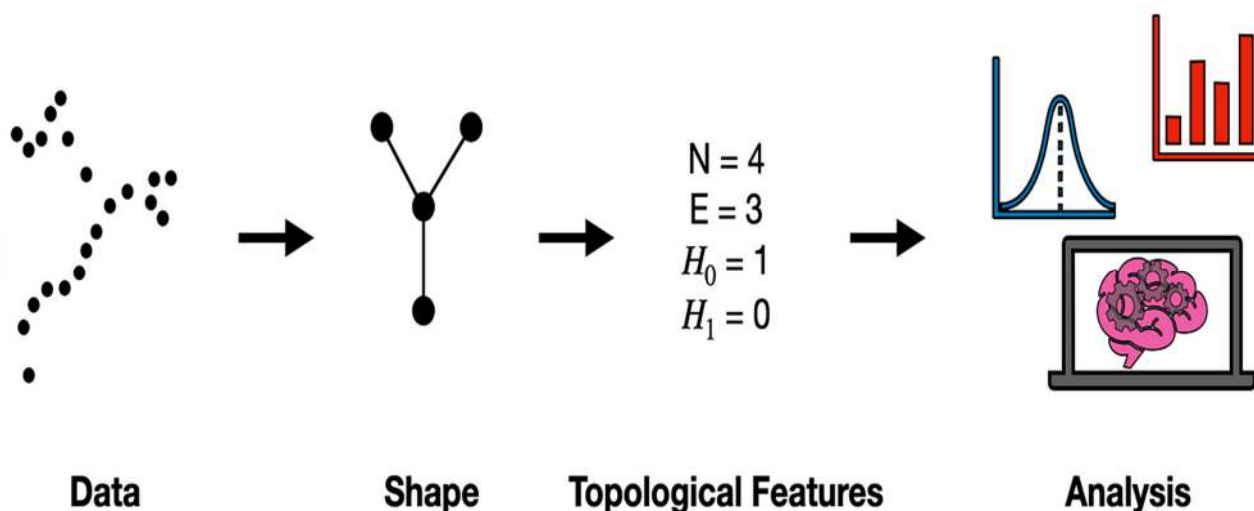 N = 4
E = 3
H₀ = 1
H₁ = 0
Data
Shape
Topological Features
Analysis